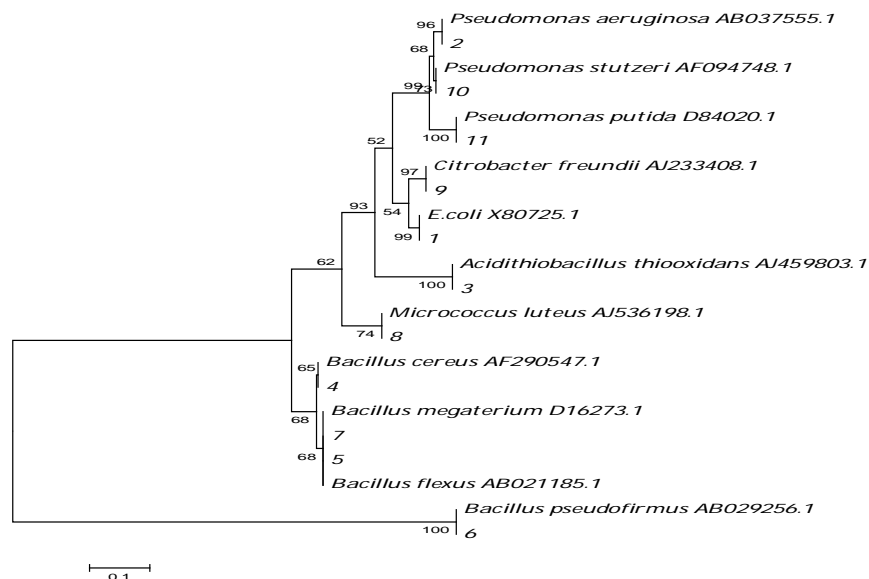 Pseudomonas aeruginosa AB037555.1
96
2
68
Pseudomonas stutzeri AF094748.1
99
73
10
Pseudomonas putida D84020.1
100
11
52
Citrobacter freundii AJ233408.1
97
9
54
E.coli X80725.1
93
99
1
62
Acidithiobacillus thiooxidans AJ459803.1
100
3
Micrococcus luteus AJ536198.1
74
8
Bacillus cereus AF290547.1
65
4
68
Bacillus megaterium D16273.1
7
68
5
Bacillus flexus AB021185.1
Bacillus pseudofirmus AB029256.1
100
6
0.1